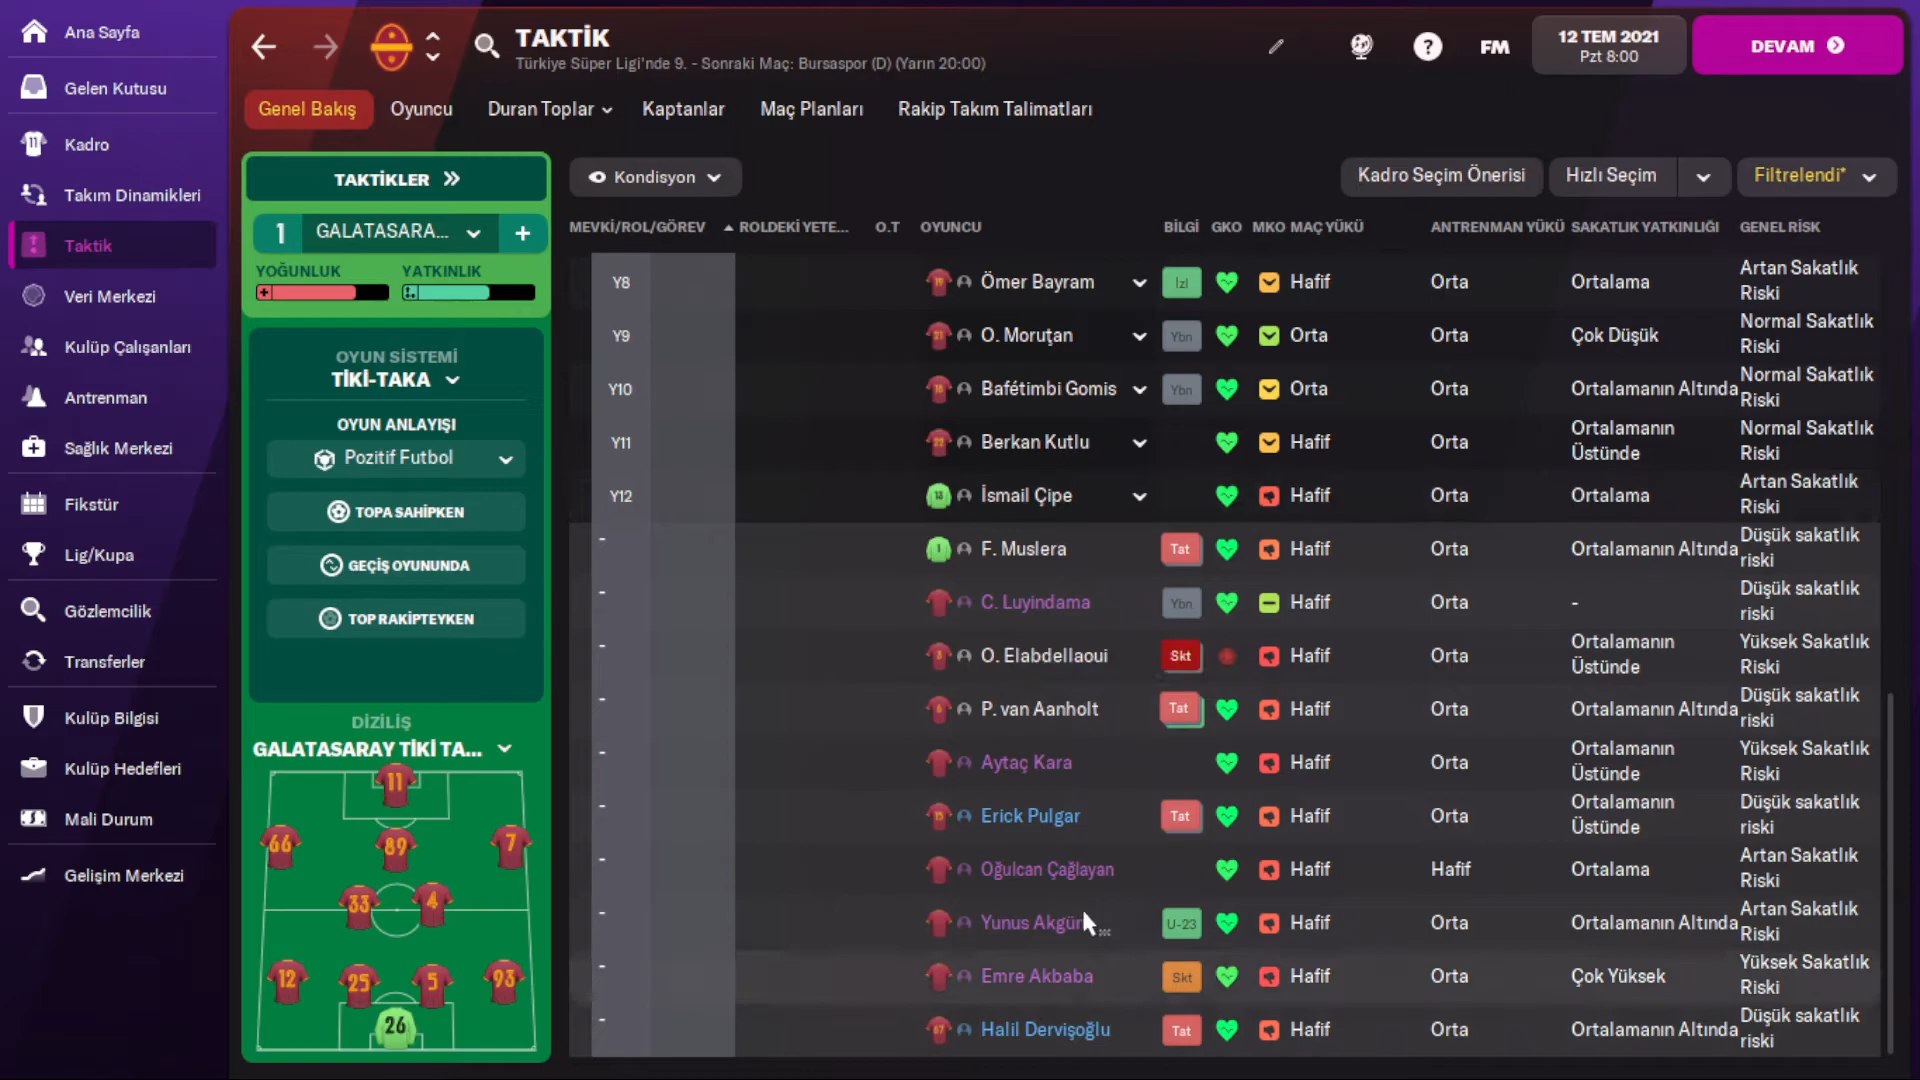 Ana Sayfa
Gelen Kutusu
Kadro
Takım Dinamikleri
Taktik
Veri Merkezi
Kulüp Çalışanları
Antrenman
Sağlık Merkezi
Fikstür
Lig/Kupa
Gözlemcilik
Transferler
Kulüp Bilgisi
Kulüp Hedefleri
Mali Durum
Gelişim Merkezi
TAKTİK
Türkiye Süper Ligi'nde 9. - Sonraki Maç: Bursaspor (D) (Yarın 20:00)
FM
12 TEM 2021
Pzt 8:00
DEVAM
Genel Bakış Oyuncu Duran Toplar Kaptanlar Maç Planları Rakip Takım Talimatları
TAKTİKLER
1 GALATASARA... +
YOĞUNLUK YATKINLIK
OYUN SİSTEMİ
TİKİ-TAKA
OYUN ANLAYIŞI
Pozitif Futbol
TOPA SAHİPKEN
GEÇİŞ OYUNUNDA
TOP RAKİPTEYKEN
DİZİLİŞ
GALATASARAY TİKİ TA...
11
66 89 7
33 4
12 25 5 93
26
Kondisyon Kadro Seçim Önerisi Hızlı Seçim Filtrelendi*
MEVKİ/ROL/GÖREV ROLDEKİ YETE... O.T OYUNCU BİLGİ GKO MKO MAÇ YÜKÜ ANTRENMAN YÜKÜ SAKATLIK YATKINLIĞI GENEL RİSK
Y8 19 Ömer Bayram İzl Hafif Orta Ortalama Artan Sakatlık Riski
Y9 21 O. Moruţan Ybn Orta Orta Çok Düşük Normal Sakatlık Riski
Y10 18 Bafétimbi Gomis Ybn Orta Orta Ortalamanın Altında Normal Sakatlık Riski
Y11 22 Berkan Kutlu Hafif Orta Ortalamanın Üstünde Normal Sakatlık Riski
Y12 13 İsmail Çipe Hafif Orta Ortalama Artan Sakatlık Riski
- 1 F. Muslera Tat Hafif Orta Ortalamanın Altında Düşük sakatlık riski
- C. Luyindama Ybn Hafif Orta - Düşük sakatlık riski
- O. Elabdellaoui Skt Hafif Orta Ortalamanın Üstünde Yüksek Sakatlık Riski
- P. van Aanholt Tat Hafif Orta Ortalamanın Altında Düşük sakatlık riski
- Aytaç Kara Hafif Orta Ortalamanın Üstünde Yüksek Sakatlık Riski
- 15 Erick Pulgar Tat Hafif Orta Ortalamanın Üstünde Düşük sakatlık riski
- Oğulcan Çağlayan Hafif Hafif Ortalama Artan Sakatlık Riski
- Yunus Akgün U-23 Hafif Orta Ortalamanın Altında Artan Sakatlık Riski
- Emre Akbaba Skt Hafif Orta Çok Yüksek Yüksek Sakatlık Riski
- 67 Halil Dervişoğlu Tat Hafif Orta Ortalamanın Altında Düşük sakatlık riski